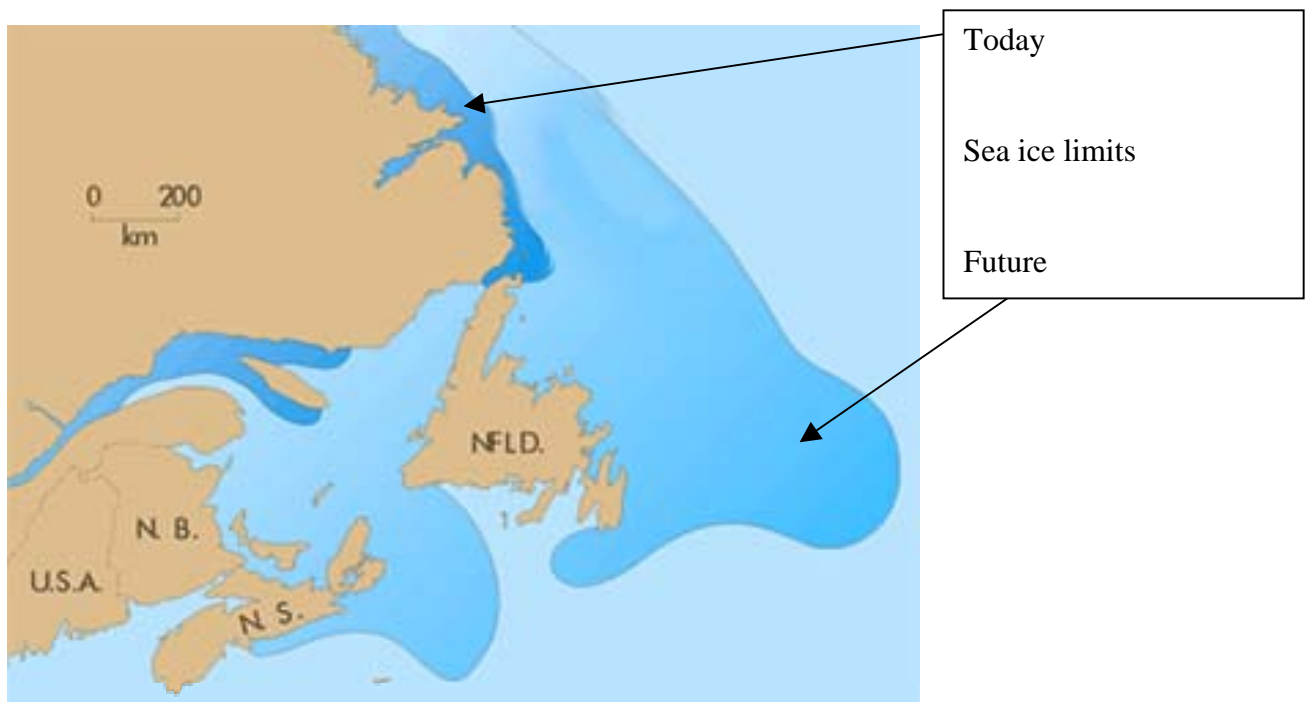 Today
Sea ice limits
Future
0 200
km
NFLD.
N. B.
U.S.A.
N. S.